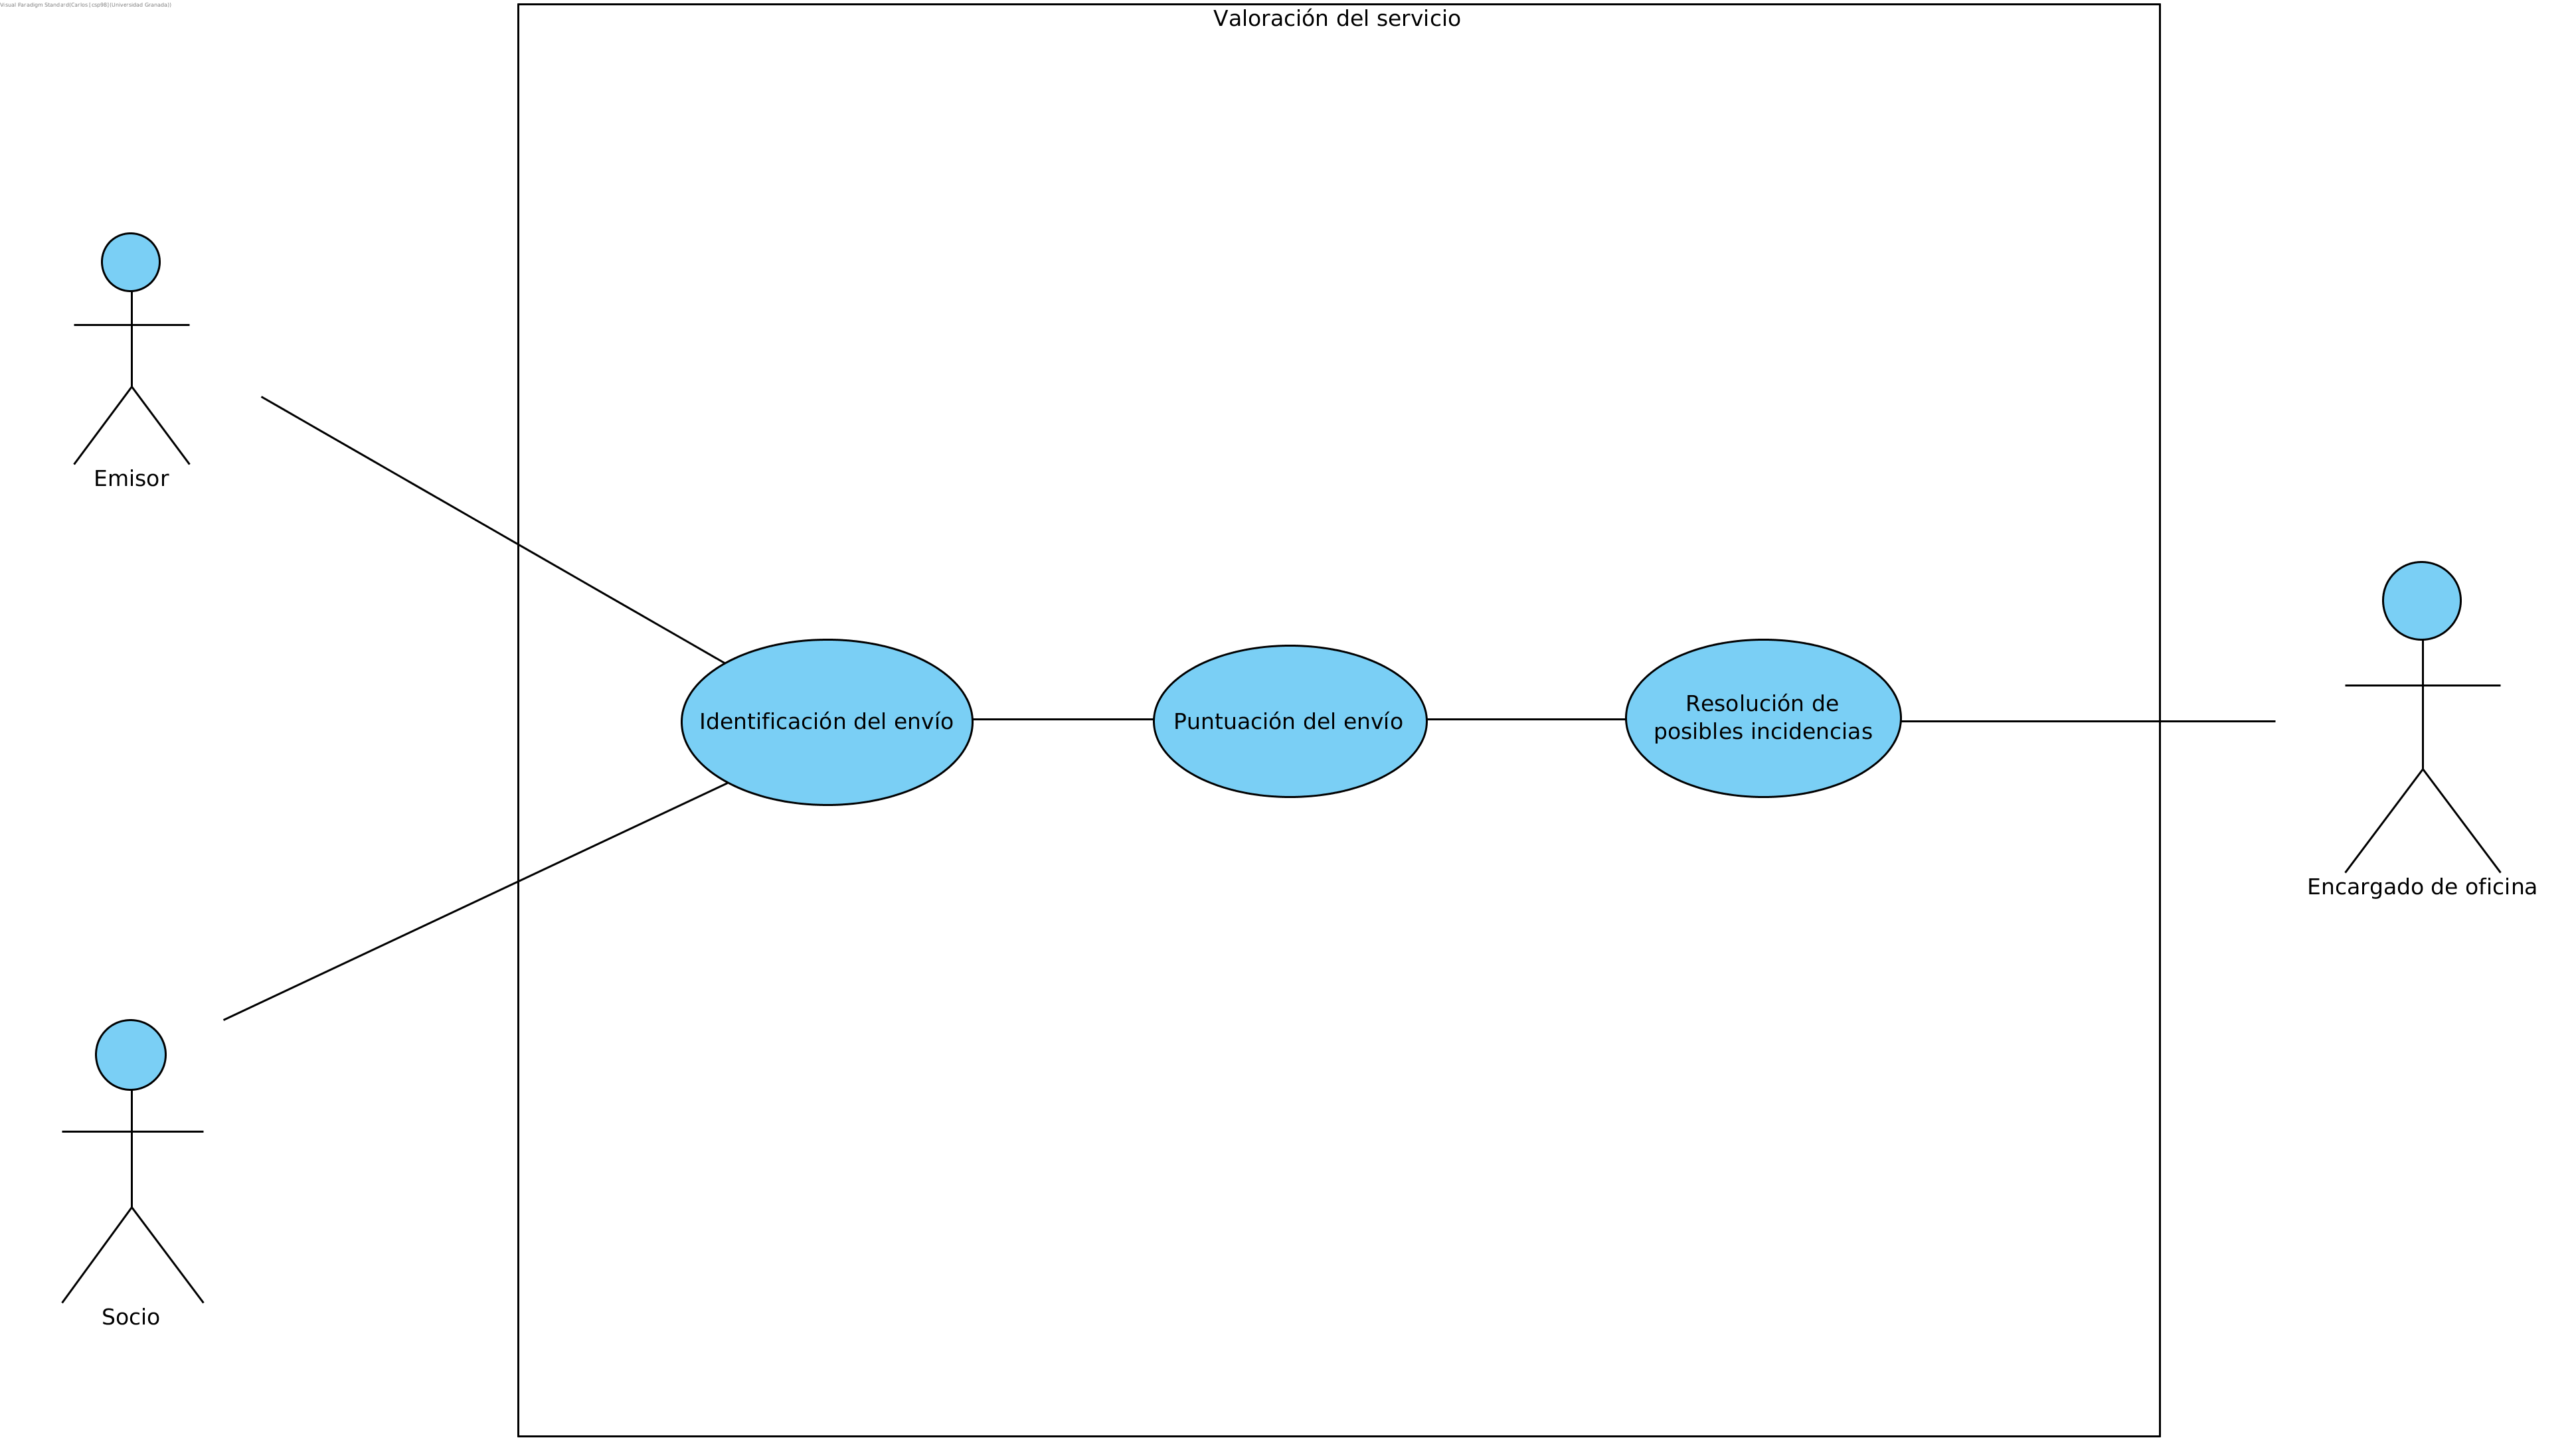 Visual Paradigm Standard(Carlos|csp98|(Universidad Granada))
Valoración del servicio
Emisor
Identificación del envío
Puntuación del envío
Resolución de
posibles incidencias
Encargado de oficina
Socio